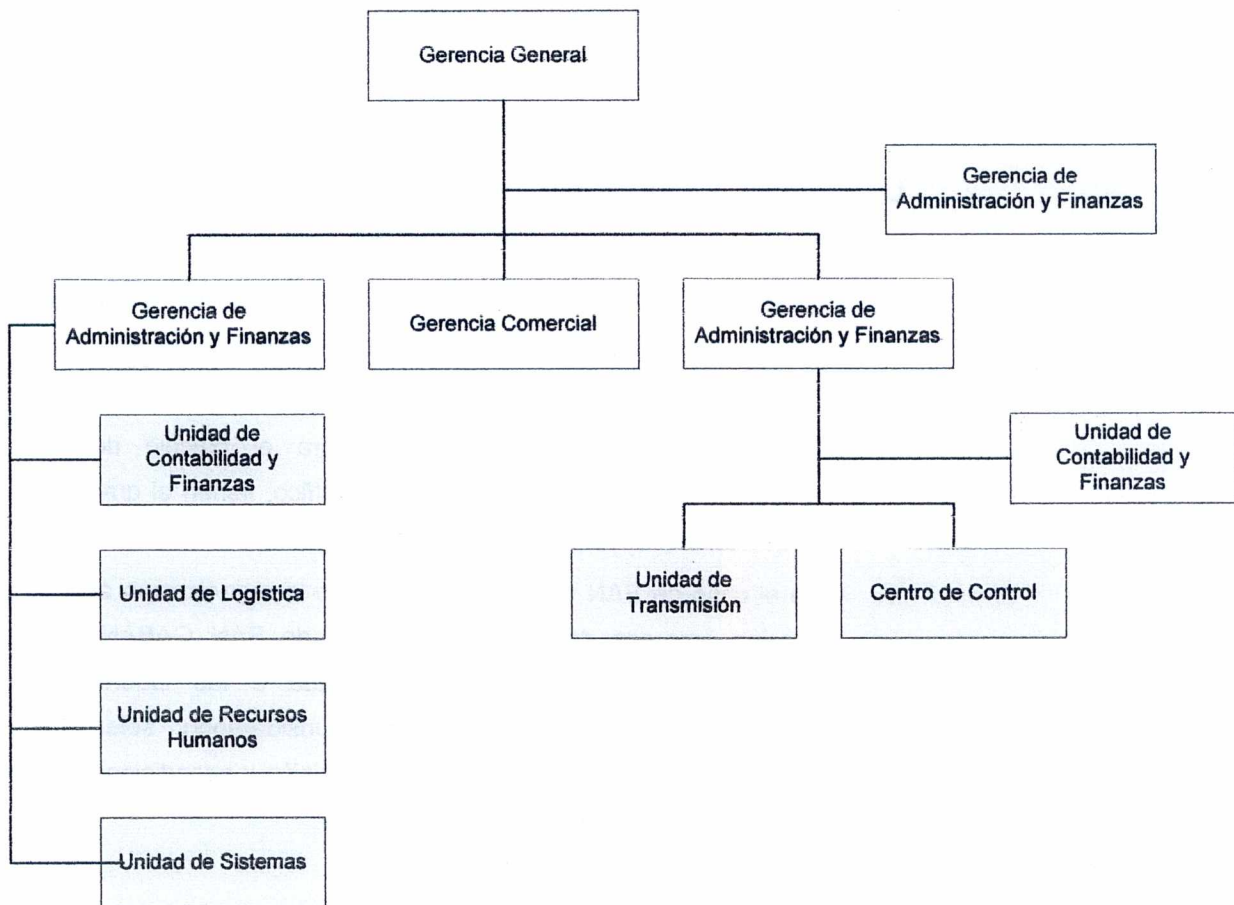 Gerencia General
Gerencia de
Administración y Finanzas
Gerencia de
Administración y Finanzas
Gerencia Comercial
Gerencia de
Administración y Finanzas
Unidad de
Contabilidad y
Finanzas
Unidad de
Contabilidad y
Finanzas
Unidad de Logística
Unidad de
Transmisión
Centro de Control
Unidad de Recursos
Humanos
Unidad de Sistemas